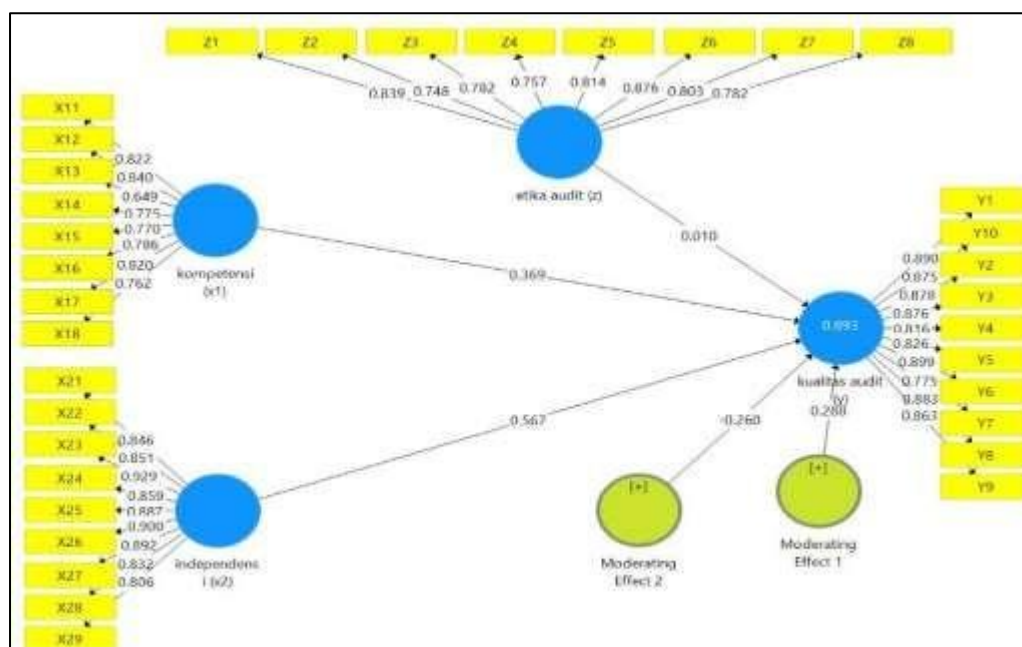 Z1 Z2 Z3 Z4 Z5 Z6 Z7 Z8
0.839 0.748 0.782 0.757 0.814 0.876 0.803 0.782
etika audit (z)
X11
X12
X13
X14
X15
X16
X17
X18
0.822
0.840
0.649
0.775
0.770
0.786
0.820
0.762
kompetensi
(x1)
0.010
0.369
0.567
-0.260
0.288
X21
X22
X23
X24
X25
X26
X27
X28
X29
0.846
0.851
0.929
0.859
0.887
0.900
0.892
0.832
0.806
independens
i (x2)
0.893
kualitas audit
(y)
Y1
Y10
Y2
Y3
Y4
Y5
Y6
Y7
Y8
Y9
0.890
0.875
0.878
0.876
0.816
0.826
0.899
0.775
0.883
0.863
[+]
Moderating
Effect 2
[+]
Moderating
Effect 1